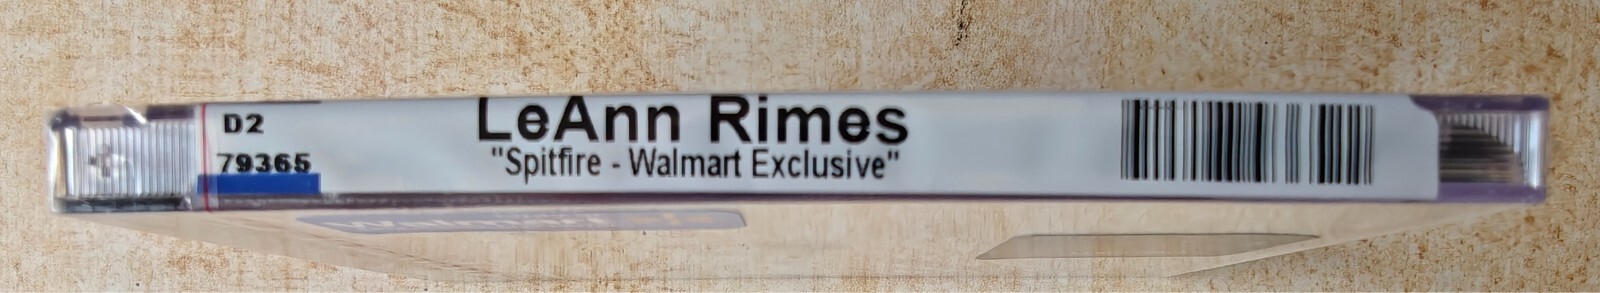 D2
79365
LeAnn Rimes
"Spitfire - Walmart Exclusive"